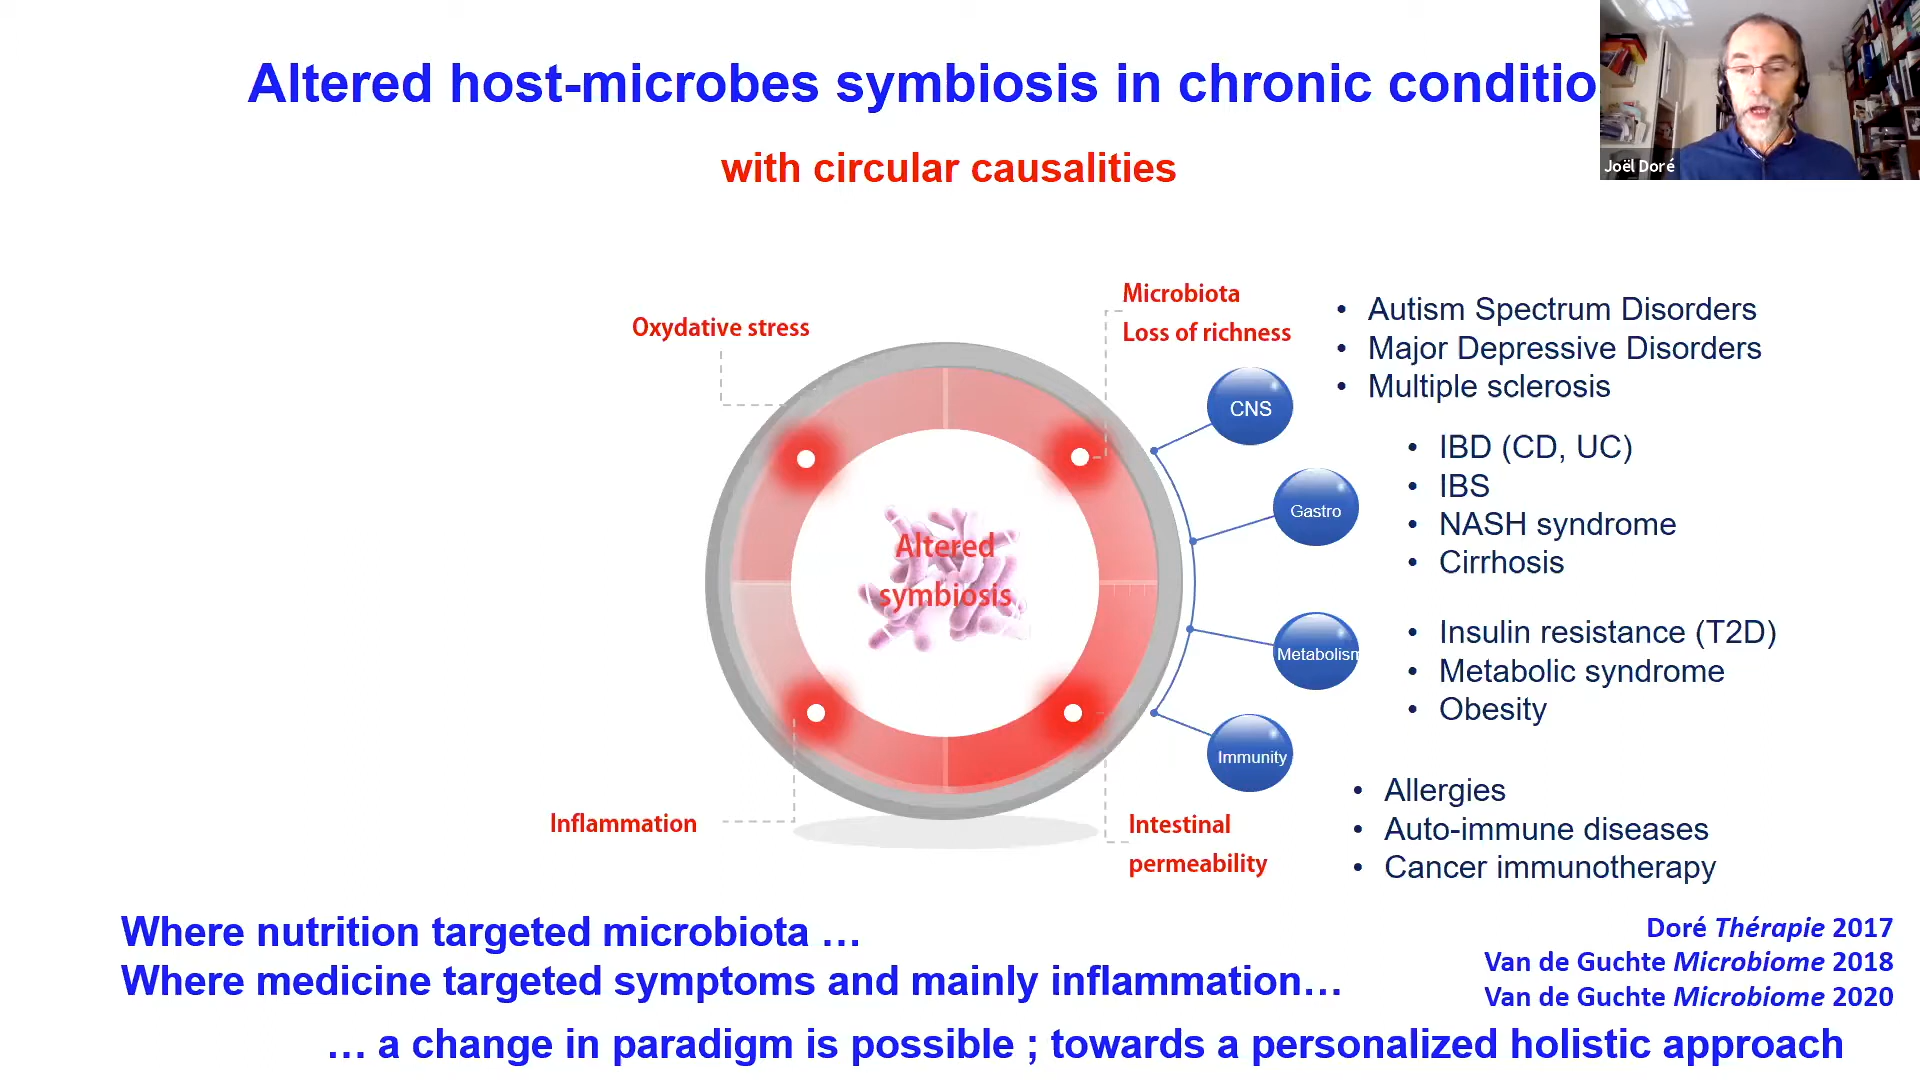 Altered host-microbes symbiosis in chronic conditio
with circular causalities
Joël Doré
Oxydative stress
Microbiota
Loss of richness
Altered
symbiosis
Inflammation
Intestinal
permeability
CNS
• Autism Spectrum Disorders
• Major Depressive Disorders
• Multiple sclerosis
Gastro
• IBD (CD, UC)
• IBS
• NASH syndrome
• Cirrhosis
Metabolism
• Insulin resistance (T2D)
• Metabolic syndrome
• Obesity
Immunity
• Allergies
• Auto-immune diseases
• Cancer immunotherapy
Where nutrition targeted microbiota …
Where medicine targeted symptoms and mainly inflammation…
… a change in paradigm is possible ; towards a personalized holistic approach
Doré Thérapie 2017
Van de Guchte Microbiome 2018
Van de Guchte Microbiome 2020